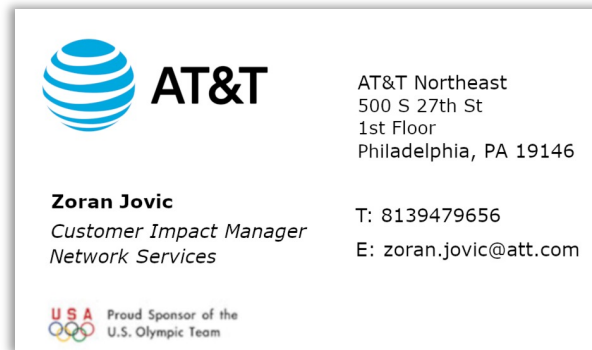 AT&T
AT&T Northeast
500 S 27th St
1st Floor
Philadelphia, PA 19146
Zoran Jovic
Customer Impact Manager
Network Services
T: 8139479656
E: zoran.jovic@att.com
USA
Proud Sponsor of the
U.S. Olympic Team